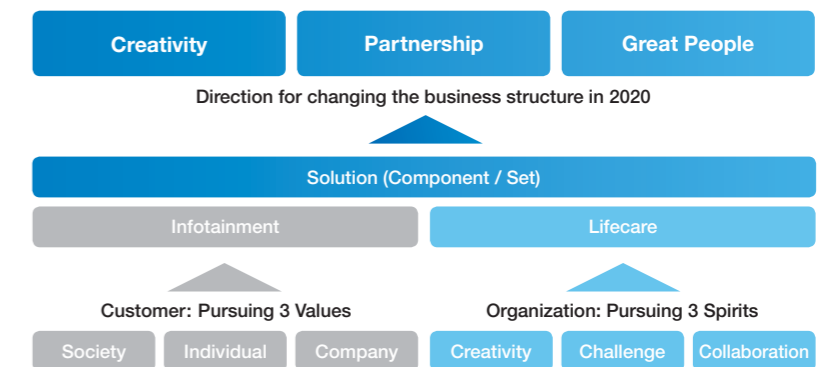 Creativity Partnership Great People
Direction for changing the business structure in 2020
Solution (Component / Set)
Infotainment Lifecare
Customer: Pursuing 3 Values Organization: Pursuing 3 Spirits
Society Individual Company Creativity Challenge Collaboration